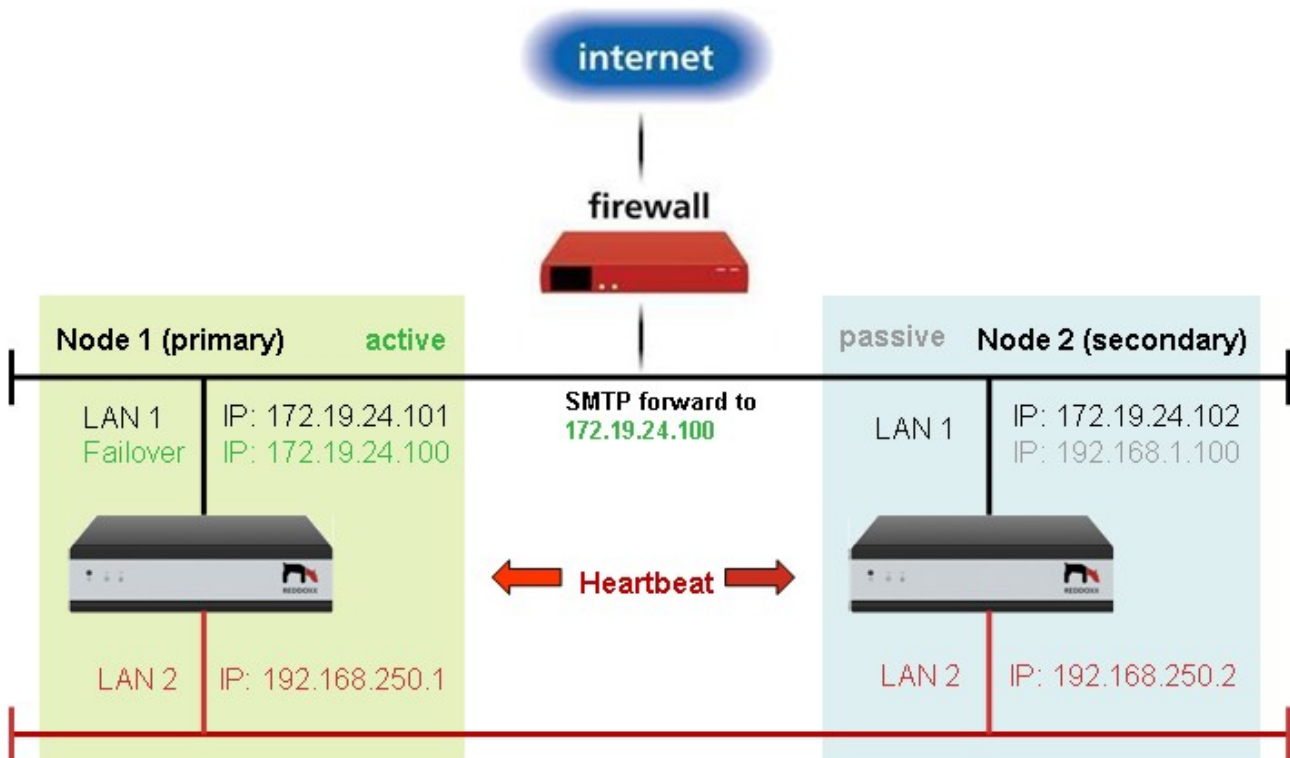 internet
firewall
Node 1 (primary) active
passive Node 2 (secondary)
LAN 1 IP: 172.19.24.101
Failover IP: 172.19.24.100
SMTP forward to
172.19.24.100
LAN 1 IP: 172.19.24.102
IP: 192.168.1.100
REDDOXX
Heartbeat
REDDOXX
LAN 2 IP: 192.168.250.1
LAN 2 IP: 192.168.250.2